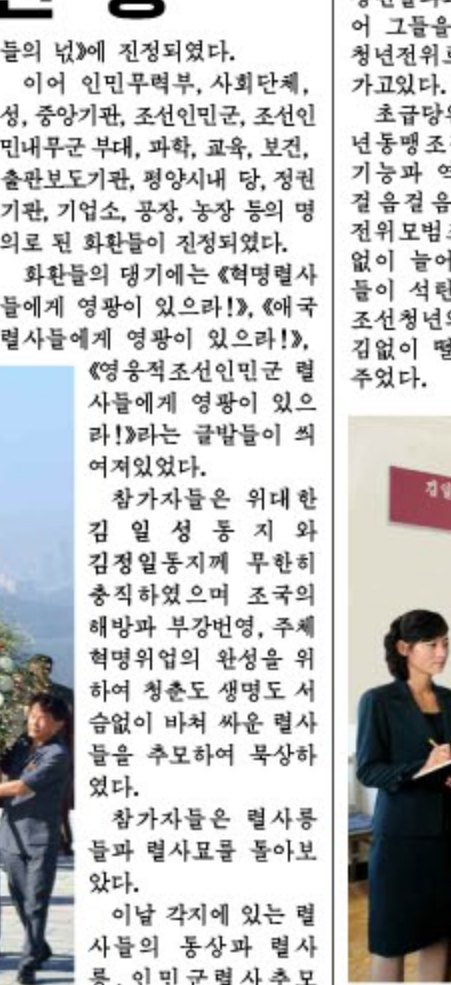 들의 넋》에 진정되였다.
이어 인민무력부, 사회단체,
성, 중앙기관, 조선인민군, 조선인
민내무군 부대, 과학, 교육, 보건,
출판보도기관, 평양시내 당, 정권
기관, 기업소, 공장, 농장 등의 명
의로 된 화환들이 진정되였다.
화환들의 댕기에는 《혁명렬사
들에게 영광이 있으라!》, 《애국
렬사들에게 영광이 있으라!》,
《영웅적조선인민군 렬
사들에게 영광이 있으
라!》라는 글발들이 씌
여져있었다.
참가자들은 위대한
김일성동지와
김정일동지께 무한히
충직하였으며 조국의
해방과 부강번영, 주체
혁명위업의 완성을 위
하여 청춘도 생명도 서
슴없이 바쳐 싸운 렬사
들을 추모하여 묵상하
였다.
참가자들은 렬사릉
들과 렬사묘를 돌아보
았다.
이날 각지에 있는 렬
사들의 동상과 렬사
릉, 인민군렬사추모
어 그들을
청년전위로
가고있다.
초급당위
년동맹조
기능과 역
걸음걸음
전위모범초
없이 늘어
들이 석탄
조선청년의
김없이 떨
주었다.
김일